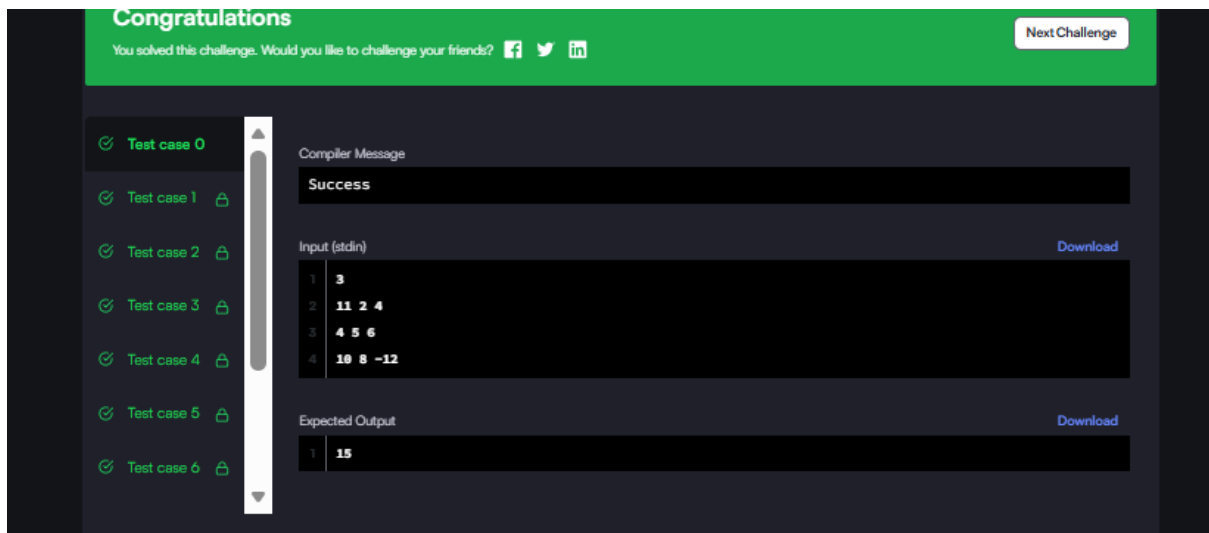 Congratulations
You solved this challenge. Would you like to challenge your friends?
Next Challenge
Test case 0
Test case 1
Test case 2
Test case 3
Test case 4
Test case 5
Test case 6
Compiler Message
Success
Input (stdin)
Download
1 3
2 11 2 4
3 4 5 6
4 10 8 -12
Expected Output
Download
1 15